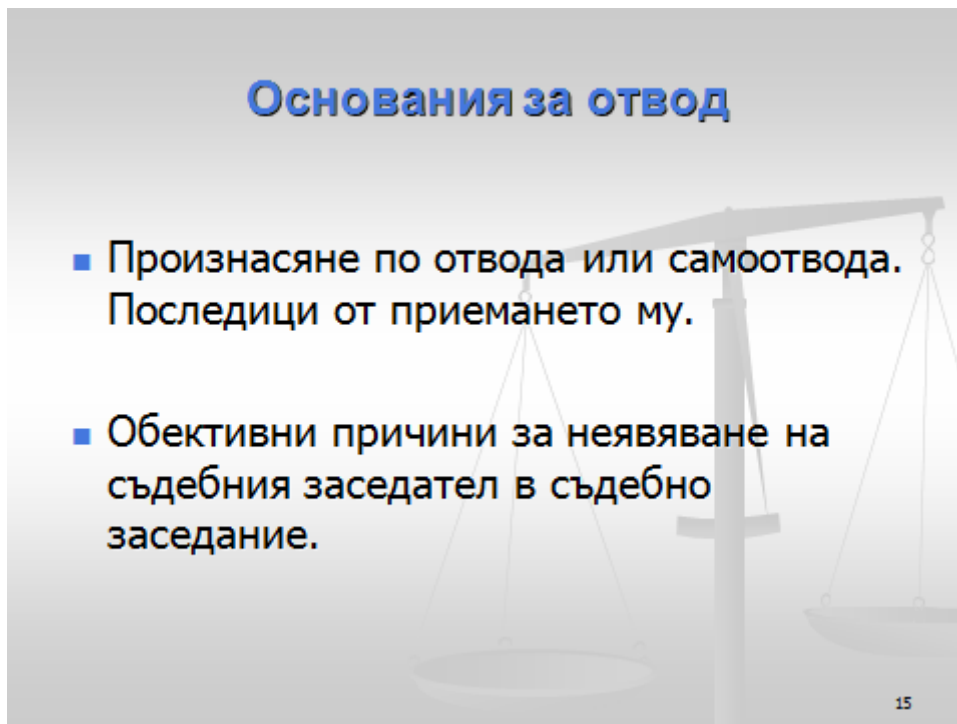 Основания за отвод
Произнасяне по отвода или самоотвода.
Последици от приемането му.
Обективни причини за неявяване на
съдебния заседател в съдебно
заседание.
15